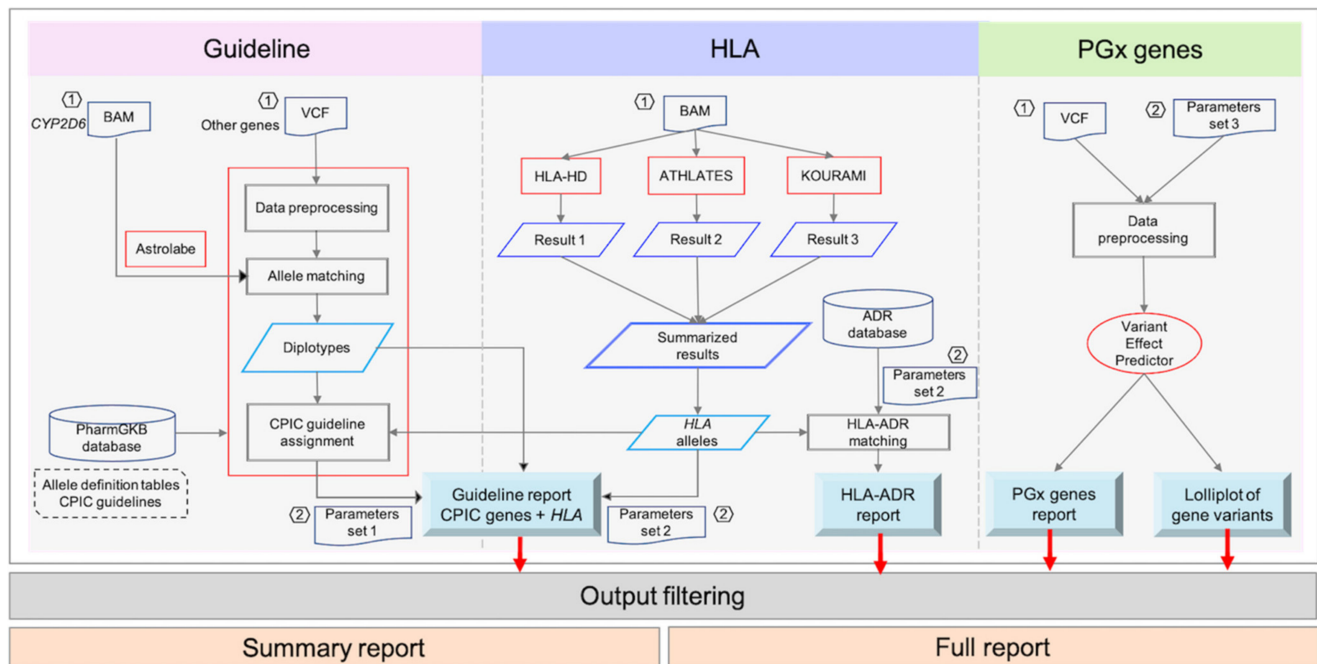 Guideline
HLA
PGx genes
1
BAM
CYP2D6
1
VCF
Other genes
1
BAM
1
VCF
2
Parameters
set 3
HLA-HD
ATHLATES
KOURAMI
Data preprocessing
Data
preprocessing
Result 1
Result 2
Result 3
Astrolabe
Allele matching
ADR
database
Variant
Effect
Predictor
Diplotypes
Summarized
results
2
Parameters
set 2
PharmGKB
database
CPIC guideline
assignment
HLA
alleles
HLA-ADR
matching
Allele definition tables
CPIC guidelines
2
Parameters
set 1
Guideline report
CPIC genes + HLA
Parameters
set 2
2
HLA-ADR
report
PGx genes
report
Lolliplot of
gene variants
Output filtering
Summary report
Full report